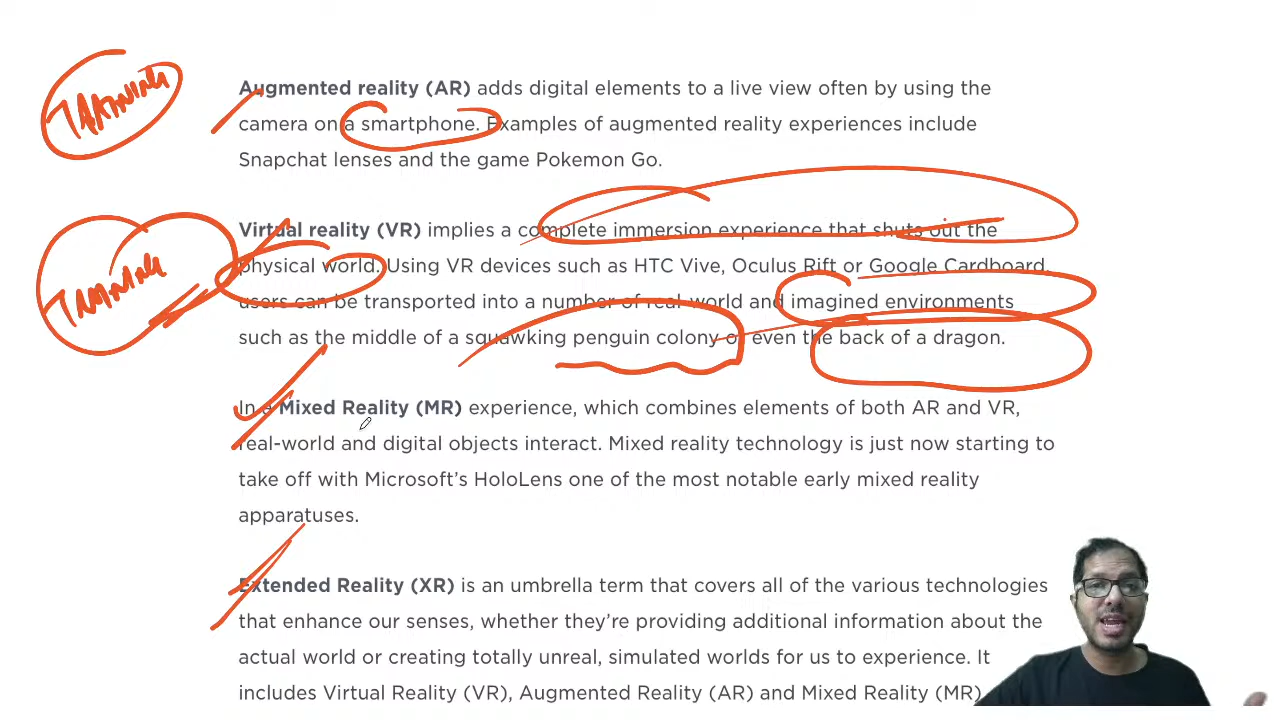 TRAINING
Augmented reality (AR) adds digital elements to a live view often by using the
camera on a smartphone. Examples of augmented reality experiences include
Snapchat lenses and the game Pokemon Go.
TRAINING
Virtual reality (VR) implies a complete immersion experience that shuts out the
physical world. Using VR devices such as HTC Vive, Oculus Rift or Google Cardboard,
users can be transported into a number of real-world and imagined environments
such as the middle of a squawking penguin colony or even the back of a dragon.
In a Mixed Reality (MR) experience, which combines elements of both AR and VR,
real-world and digital objects interact. Mixed reality technology is just now starting to
take off with Microsoft's HoloLens one of the most notable early mixed reality
apparatuses.
Extended Reality (XR) is an umbrella term that covers all of the various technologies
that enhance our senses, whether they're providing additional information about the
actual world or creating totally unreal, simulated worlds for us to experience. It
includes Virtual Reality (VR), Augmented Reality (AR) and Mixed Reality (MR)